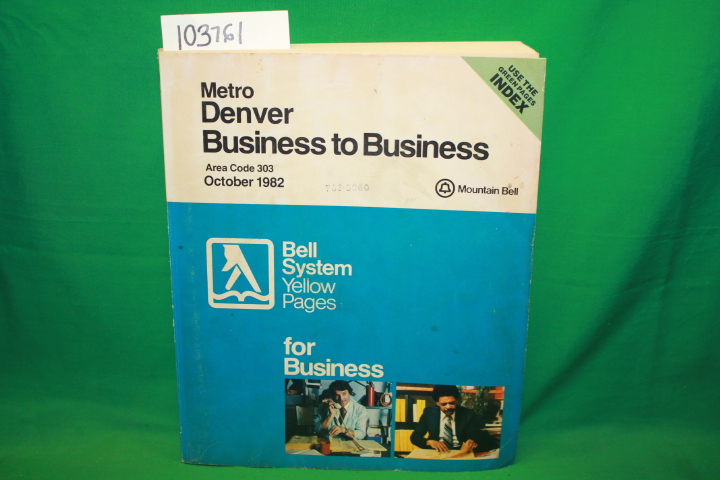 103761
USE THE
GREEN PAGES
INDEX
Metro
Denver
Business to Business
Area Code 303
October 1982
Mountain Bell
Bell
System
Yellow
Pages
for
Business